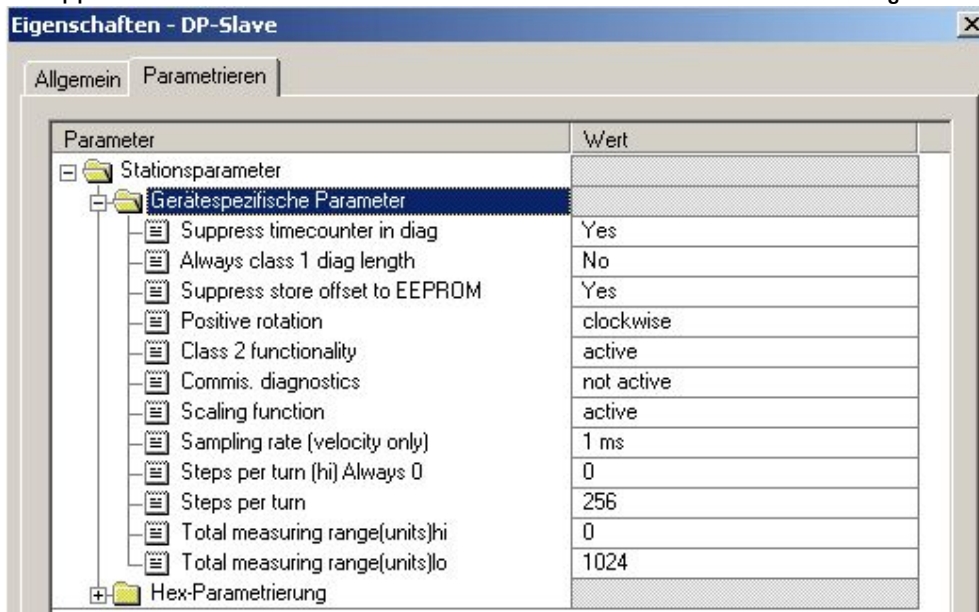 Eigenschaften - DP-Slave
Allgemein Parametrieren
Parameter Wert
Stationsparameter
Gerätespezifische Parameter
Suppress timecounter in diag Yes
Always class 1 diag length No
Suppress store offset to EEPROM Yes
Positive rotation clockwise
Class 2 functionality active
Commis. diagnostics not active
Scaling function active
Sampling rate (velocity only) 1 ms
Steps per turn (hi) Always 0 0
Steps per turn 256
Total measuring range(units)hi 0
Total measuring range(units)lo 1024
Hex-Parametrierung